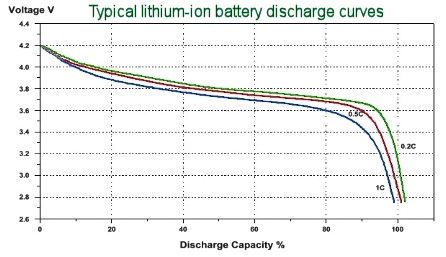 Voltage V
Typical lithium-ion battery discharge curves
4.4
4.2
4.0
3.8
3.6
3.4
3.2
3.0
2.8
2.6
0.5C
0.2C
1C
0 20 40 60 80 100 110
Discharge Capacity %